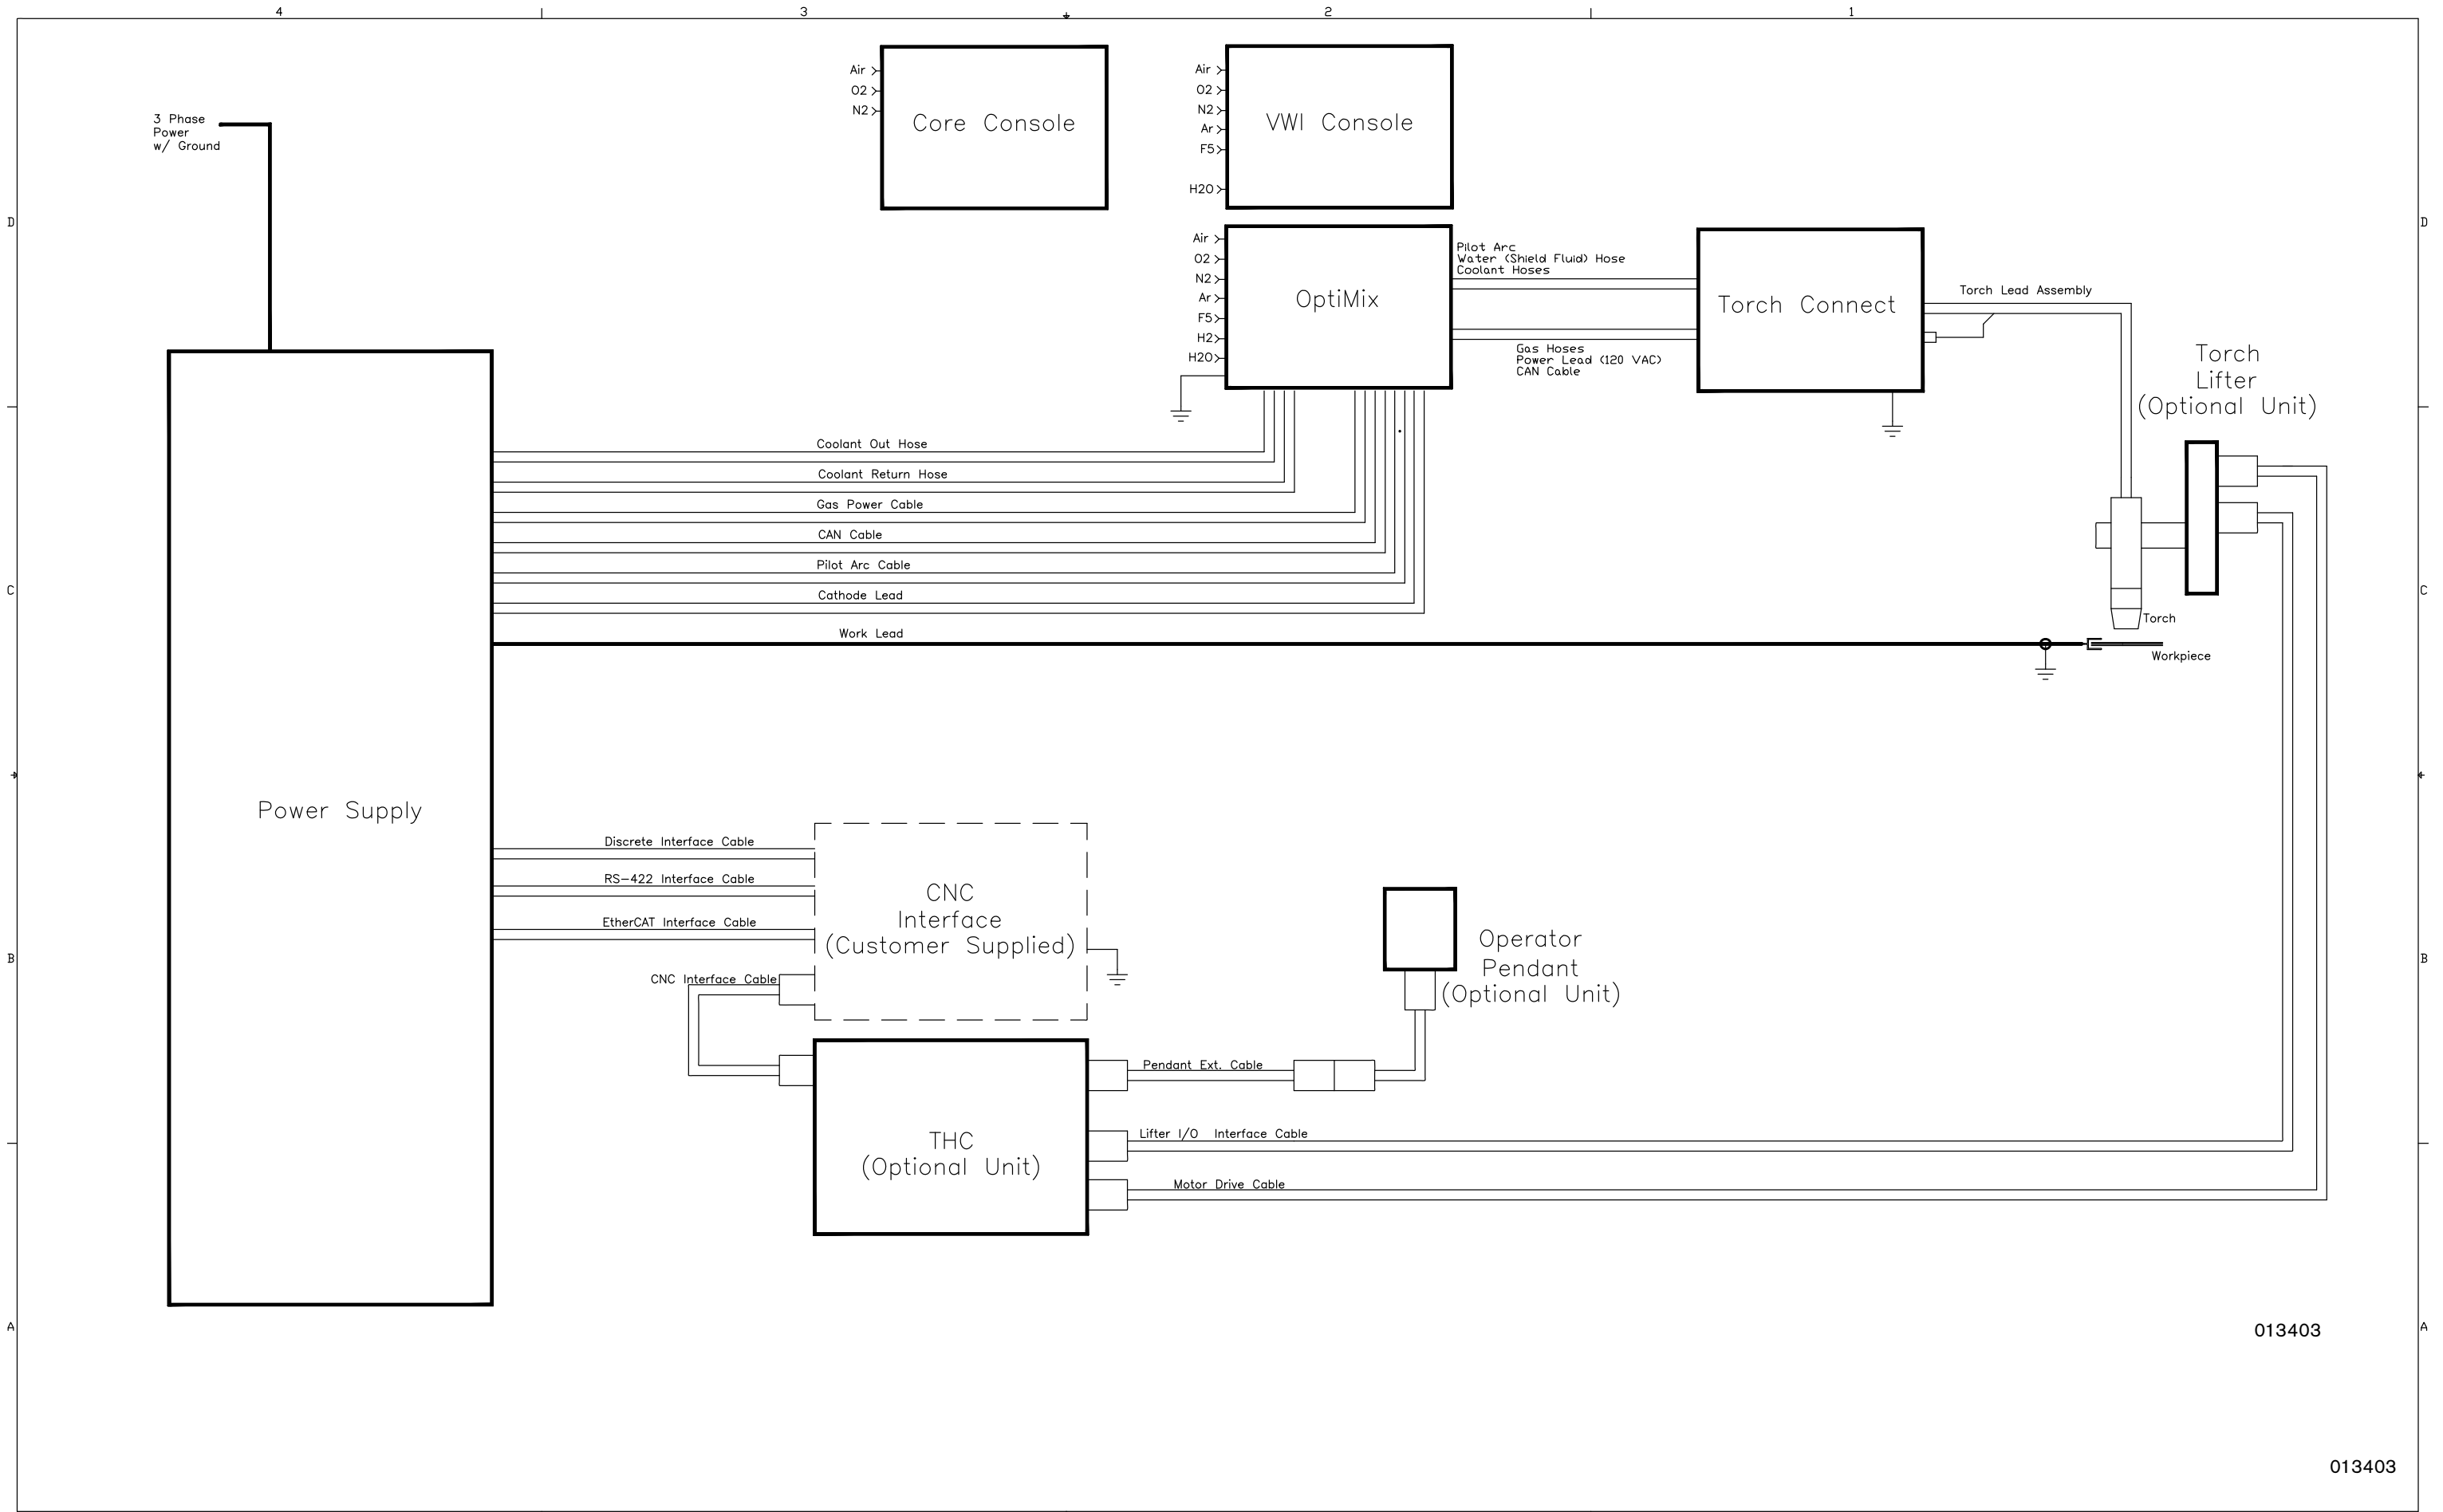 4
3
2
1
3 Phase
Power
w/ Ground
Air
O2
N2
Core Console
Air
O2
N2
Ar
F5
H2O
VWI Console
D
D
Air
O2
N2
Ar
F5
H2
H2O
OptiMix
Pilot Arc
Water (Shield Fluid) Hose
Coolant Hoses
Gas Hoses
Power Lead (120 VAC)
CAN Cable
Torch Connect
Torch Lead Assembly
Torch
Lifter
(Optional Unit)
Coolant Out Hose
Coolant Return Hose
Gas Power Cable
CAN Cable
Pilot Arc Cable
Cathode Lead
Work Lead
C
C
Torch
Workpiece
Power Supply
Discrete Interface Cable
RS-422 Interface Cable
EtherCAT Interface Cable
CNC Interface Cable
CNC
Interface
(Customer Supplied)
Operator
Pendant
(Optional Unit)
B
B
Pendant Ext. Cable
Lifter I/O Interface Cable
Motor Drive Cable
THC
(Optional Unit)
A
A
013403
013403